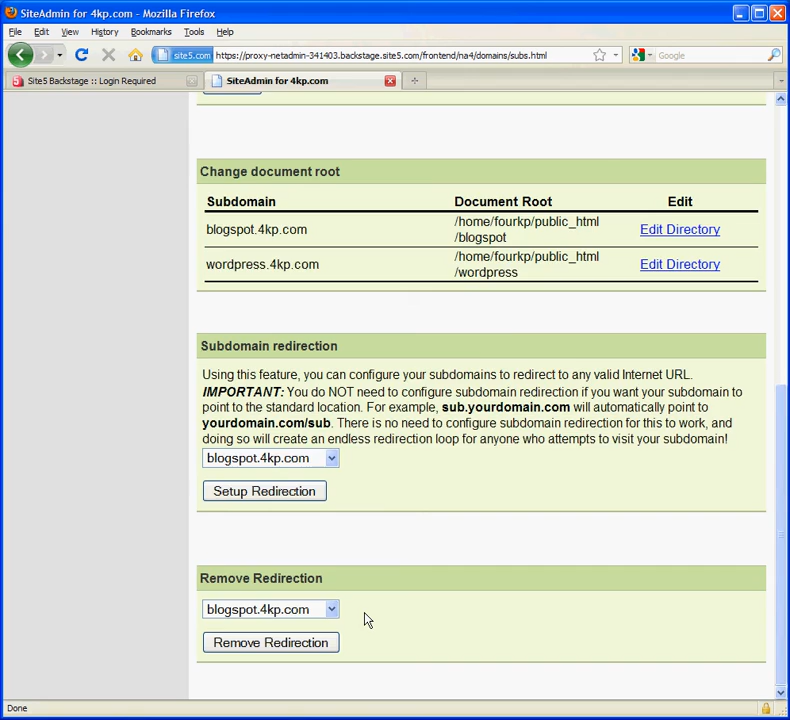 SiteAdmin for 4kp.com - Mozilla Firefox
File Edit View History Bookmarks Tools Help
site5.com https://proxy-netadmin-341403.backstage.site5.com/frontend/na4/domains/subs.html Google
Site5 Backstage :: Login Required SiteAdmin for 4kp.com
Change document root
Subdomain Document Root Edit
blogspot.4kp.com /home/fourkp/public_html
/blogspot Edit Directory
wordpress.4kp.com /home/fourkp/public_html
/wordpress Edit Directory
Subdomain redirection
Using this feature, you can configure your subdomains to redirect to any valid Internet URL.
IMPORTANT: You do NOT need to configure subdomain redirection if you want your subdomain to
point to the standard location. For example, sub.yourdomain.com will automatically point to
yourdomain.com/sub. There is no need to configure subdomain redirection for this to work, and
doing so will create an endless redirection loop for anyone who attempts to visit your subdomain!
blogspot.4kp.com
Setup Redirection
Remove Redirection
blogspot.4kp.com
Remove Redirection
Done